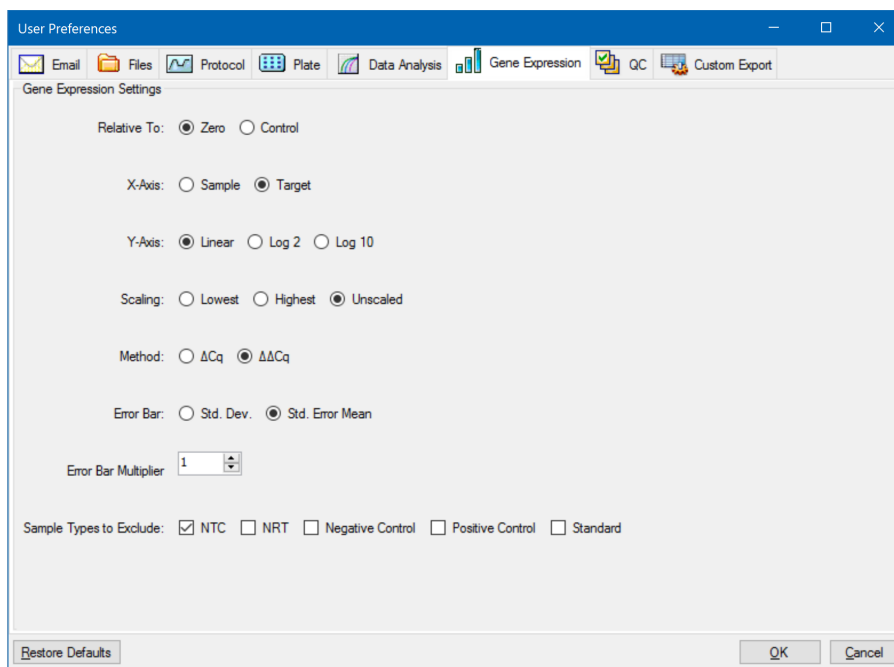 User Preferences
Email Files Protocol Plate Data Analysis Gene Expression QC Custom Export
Gene Expression Settings
Relative To: Zero Control
X-Axis: Sample Target
Y-Axis: Linear Log 2 Log 10
Scaling: Lowest Highest Unscaled
Method: ΔCq ΔΔCq
Error Bar: Std. Dev. Std. Error Mean
Error Bar Multiplier 1
Sample Types to Exclude: NTC NRT Negative Control Positive Control Standard
Restore Defaults OK Cancel